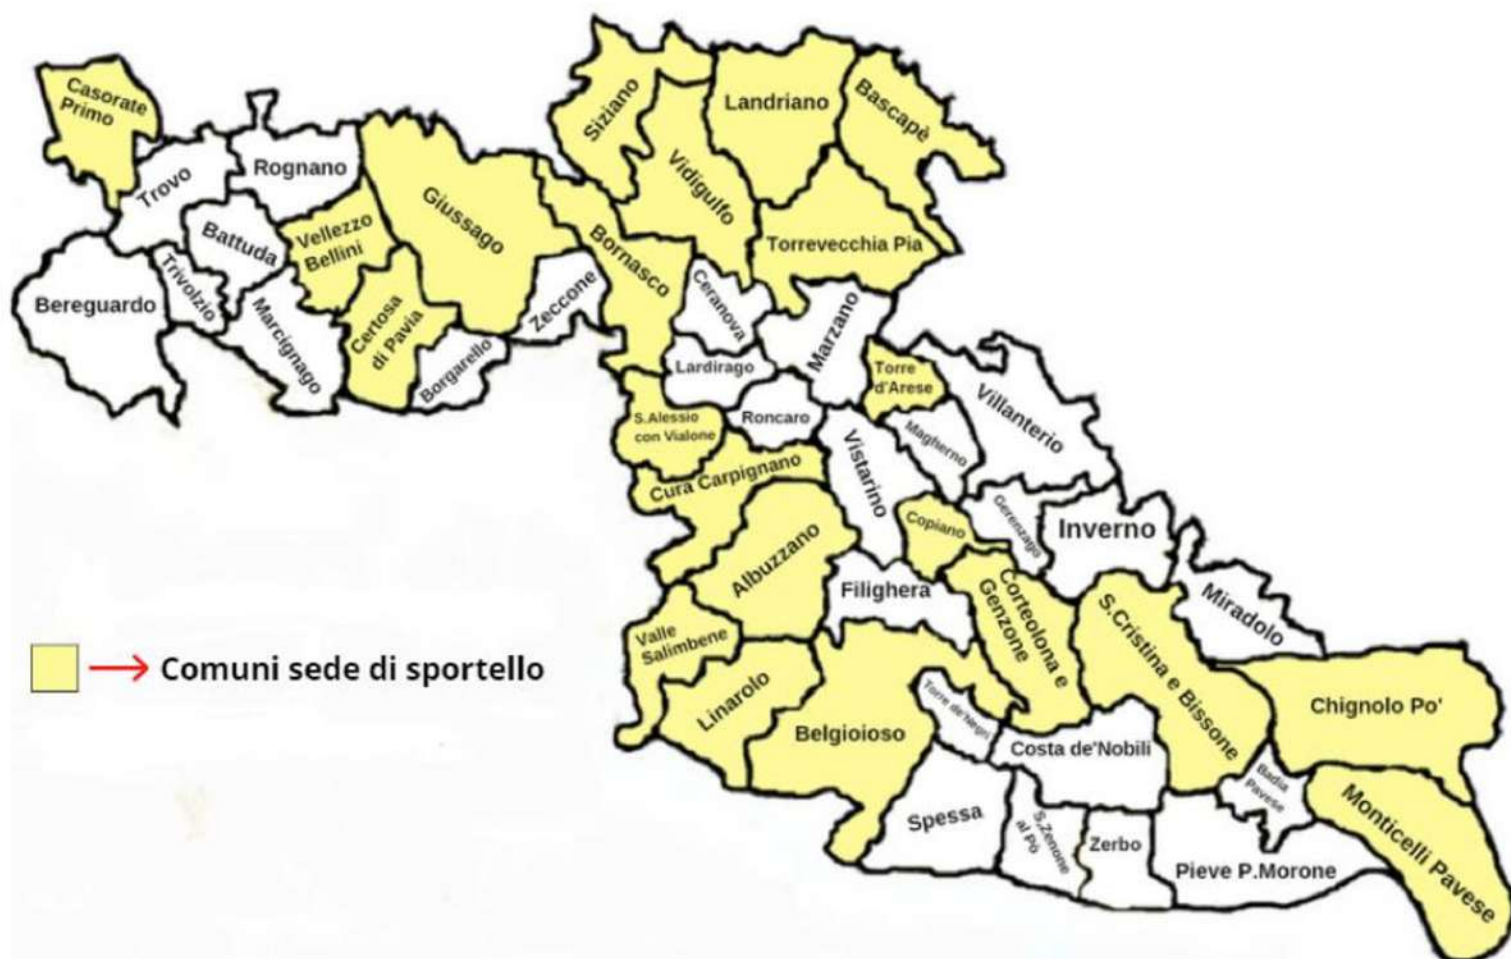 Casorate
Primo
Siziano
Landriano
Bascapè
Trovo
Rognano
Vidigulfo
Giussago
Battuda
Vellezzo
Bellini
Bornasco
Torrevecchia Pia
Bereguardo
Trivolzio
Marcignago
Certosa
di Pavia
Borgarello
Zeccone
Ceranova
Marzano
Lardirago
Torre
d'Arese
Villanterio
S.Alessio
con Vialone
Roncaro
Magherno
Vistarino
Cura Carpignano
Copiano
Gerenzago
Inverno
Albuzzano
Filighera
Corteolona e
Genzone
S.Cristina e Bissone
Miradolo
Valle
Salimbene
Comuni sede di sportello
Linarolo
Belgioioso
Torre de'Negri
Costa de'Nobili
Chignolo Po'
Badia
Pavese
Monticelli Pavese
Spessa
S.Zenone
al Pò
Zerbo
Pieve P.Morone